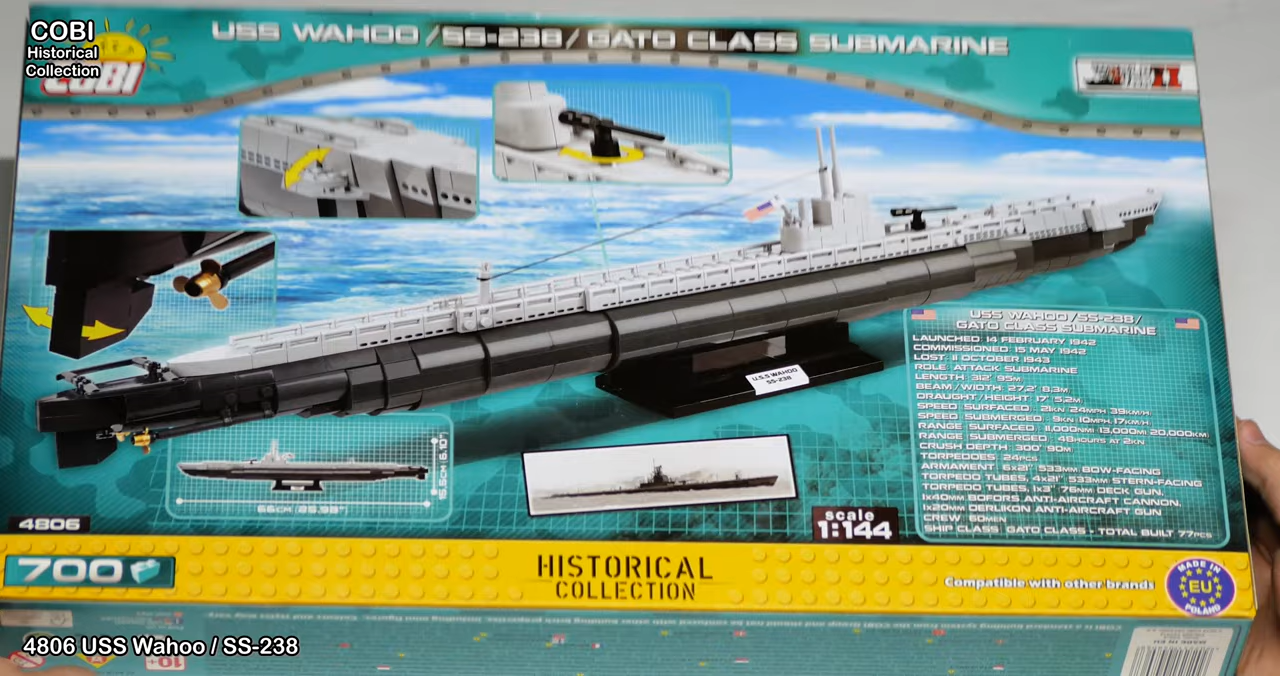 COBI
Historical
Collection
COBI
USS WAHOO / SS-238 / GATO CLASS SUBMARINE
II
U.S.S WAHOO
SS-238
USS WAHOO / SS-238 /
GATO CLASS SUBMARINE
LAUNCHED: 14 FEBRUARY 1942
COMMISSIONED: 15 MAY 1942
LOST: 11 OCTOBER 1943
ROLE: ATTACK SUBMARINE
LENGTH: 312' 95M
BEAM / WIDTH: 27,2' 8,3M
DRAUGHT / HEIGHT: 17' 5,2M
SPEED SURFACED: 21KN 24MPH 39KM/H
SPEED SUBMERGED: 9KN 10MPH, 17KM/H
RANGE SURFACED: 11,000NMI 13,000MI 20,000KM
RANGE SUBMERGED: 48HOURS AT 2KN
CRUSH DEPTH: 300' 90M
TORPEDOES: 24PCS
ARMAMENT: 6X21" 533MM BOW-FACING
TORPEDO TUBES, 4X21" 533MM STERN-FACING
TORPEDO TUBES, 1X3" 76MM DECK GUN,
1X40MM BOFORS ANTI-AIRCRAFT CANNON,
1X20MM OERLIKON ANTI-AIRCRAFT GUN
CREW: 60MEN
SHIP CLASS: GATO CLASS - TOTAL BUILT 77PCS
15,5CM (6,10")
66CM (25,98")
scale
1:144
4806
700
HISTORICAL
COLLECTION
Compatible with other brands
MADE IN
EU
POLAND
4806 USS Wahoo / SS-238
10+
MADE IN EU